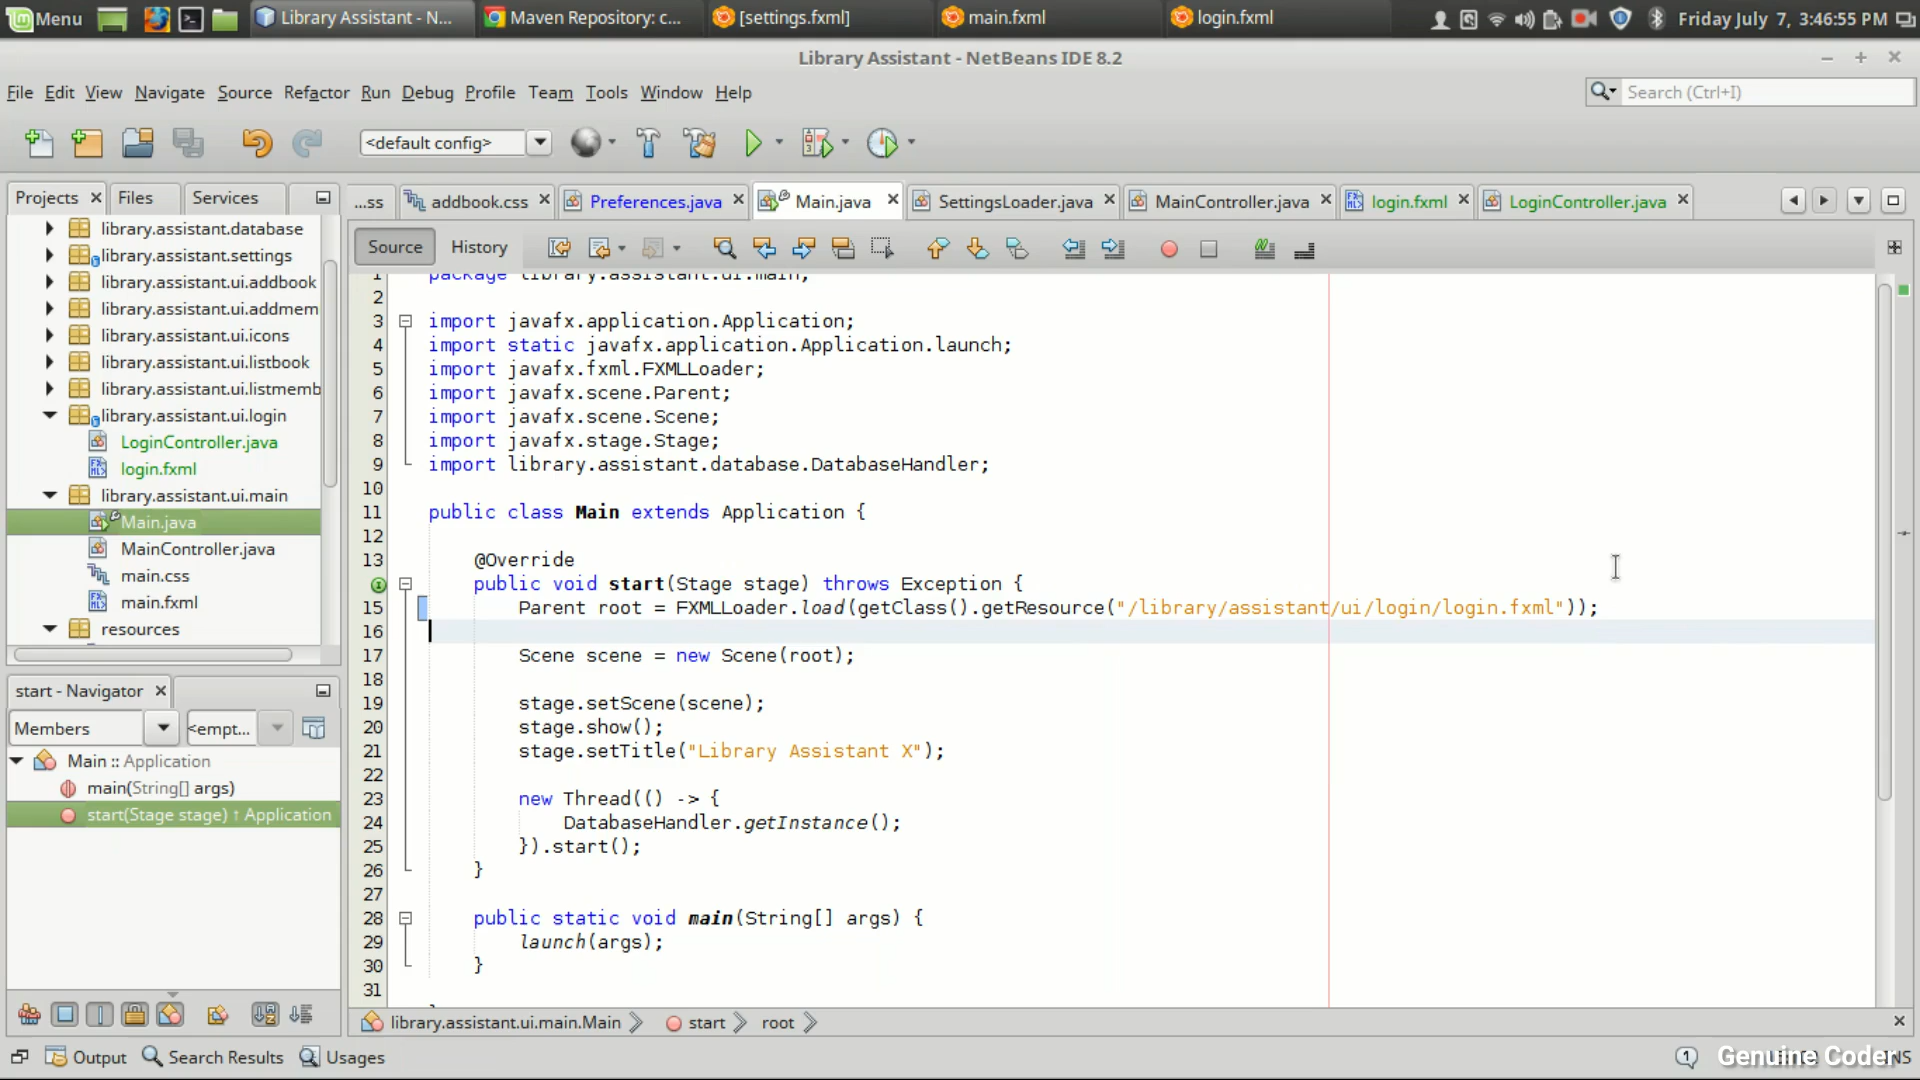 Menu
Library Assistant - N...
Maven Repository: c...
[settings.fxml]
main.fxml
login.fxml
Friday July 7, 3:46:55 PM
Library Assistant - NetBeans IDE 8.2
File Edit View Navigate Source Refactor Run Debug Profile Team Tools Window Help
Search (Ctrl+I)
<default config>
Projects
Files
Services
...ss
addbook.css
Preferences.java
Main.java
SettingsLoader.java
MainController.java
login.fxml
LoginController.java
Source
History
library.assistant.database
library.assistant.settings
library.assistant.ui.addbook
library.assistant.ui.addmem
library.assistant.ui.icons
library.assistant.ui.listbook
library.assistant.ui.listmemb
library.assistant.ui.login
LoginController.java
login.fxml
library.assistant.ui.main
Main.java
MainController.java
main.css
main.fxml
resources
start - Navigator
Members
<empt...
Main :: Application
main(String[] args)
start(Stage stage) ↑ Application
1 package library.assistant.ui.main;
2
3 import javafx.application.Application;
4 import static javafx.application.Application.launch;
5 import javafx.fxml.FXMLLoader;
6 import javafx.scene.Parent;
7 import javafx.scene.Scene;
8 import javafx.stage.Stage;
9 import library.assistant.database.DatabaseHandler;
10
11 public class Main extends Application {
12
13 @Override
public void start(Stage stage) throws Exception {
15 Parent root = FXMLLoader.load(getClass().getResource("/library/assistant/ui/login/login.fxml"));
16
17 Scene scene = new Scene(root);
18
19 stage.setScene(scene);
20 stage.show();
21 stage.setTitle("Library Assistant X");
22
23 new Thread(() -> {
24 DatabaseHandler.getInstance();
25 }).start();
26 }
27
28 public static void main(String[] args) {
29 launch(args);
30 }
31
library.assistant.ui.main.Main
start
root
Output
Search Results
Usages
1
Genuine Coder